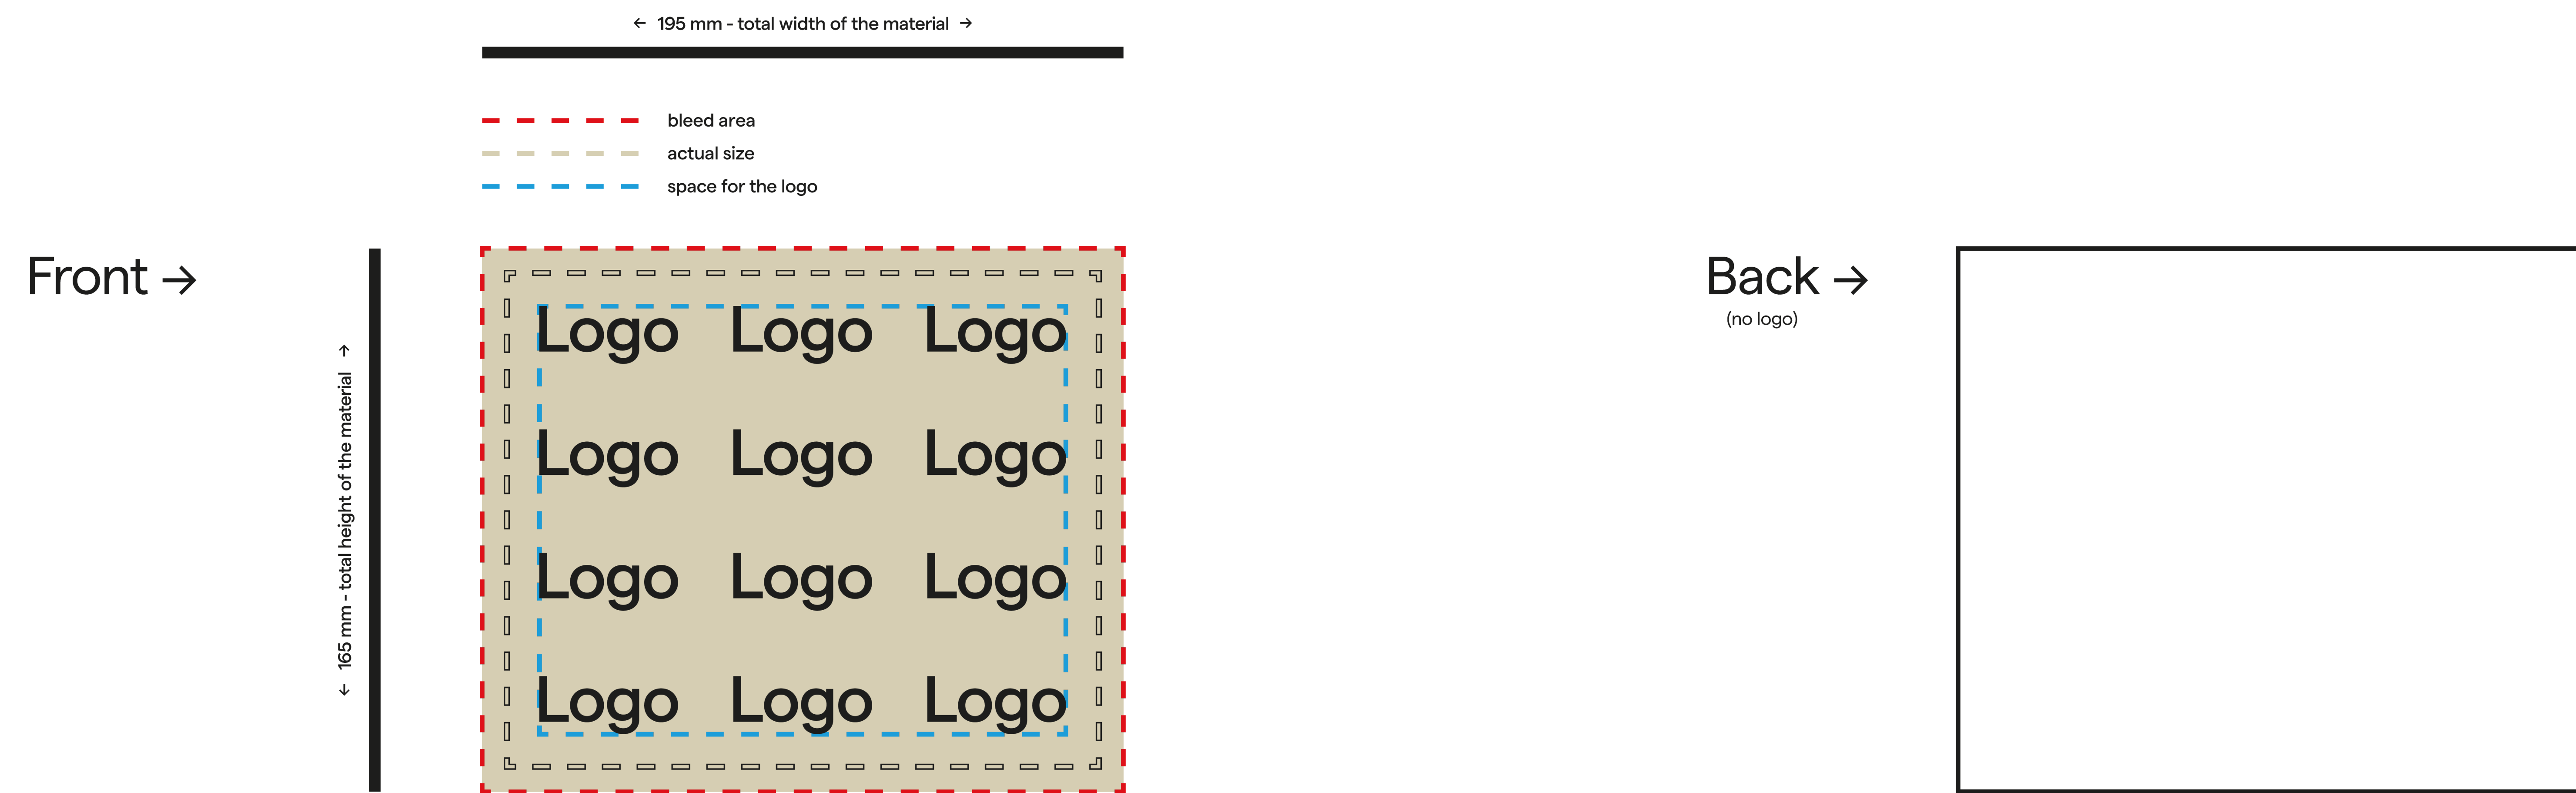 ← 195 mm - total width of the material →
bleed area
actual size
space for the logo
Front →
← 165 mm - total height of the material →
Logo Logo Logo
Logo Logo Logo
Logo Logo Logo
Logo Logo Logo
Back →
(no logo)